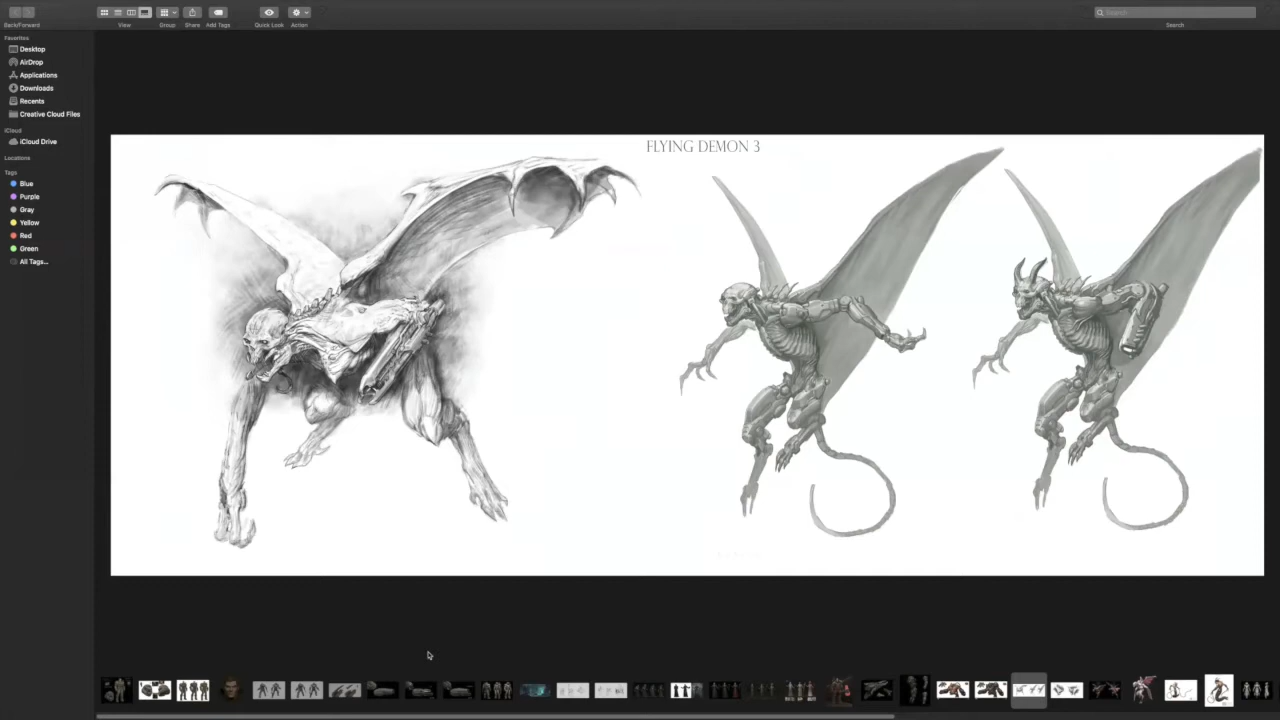 Back/Forward
View
Group
Share
Add Tags
Quick Look
Action
Search
Search
Favorites
Desktop
AirDrop
Applications
Downloads
Recents
Creative Cloud Files
iCloud
iCloud Drive
Locations
Tags
Blue
Purple
Gray
Yellow
Red
Green
All Tags...
FLYING DEMON 3